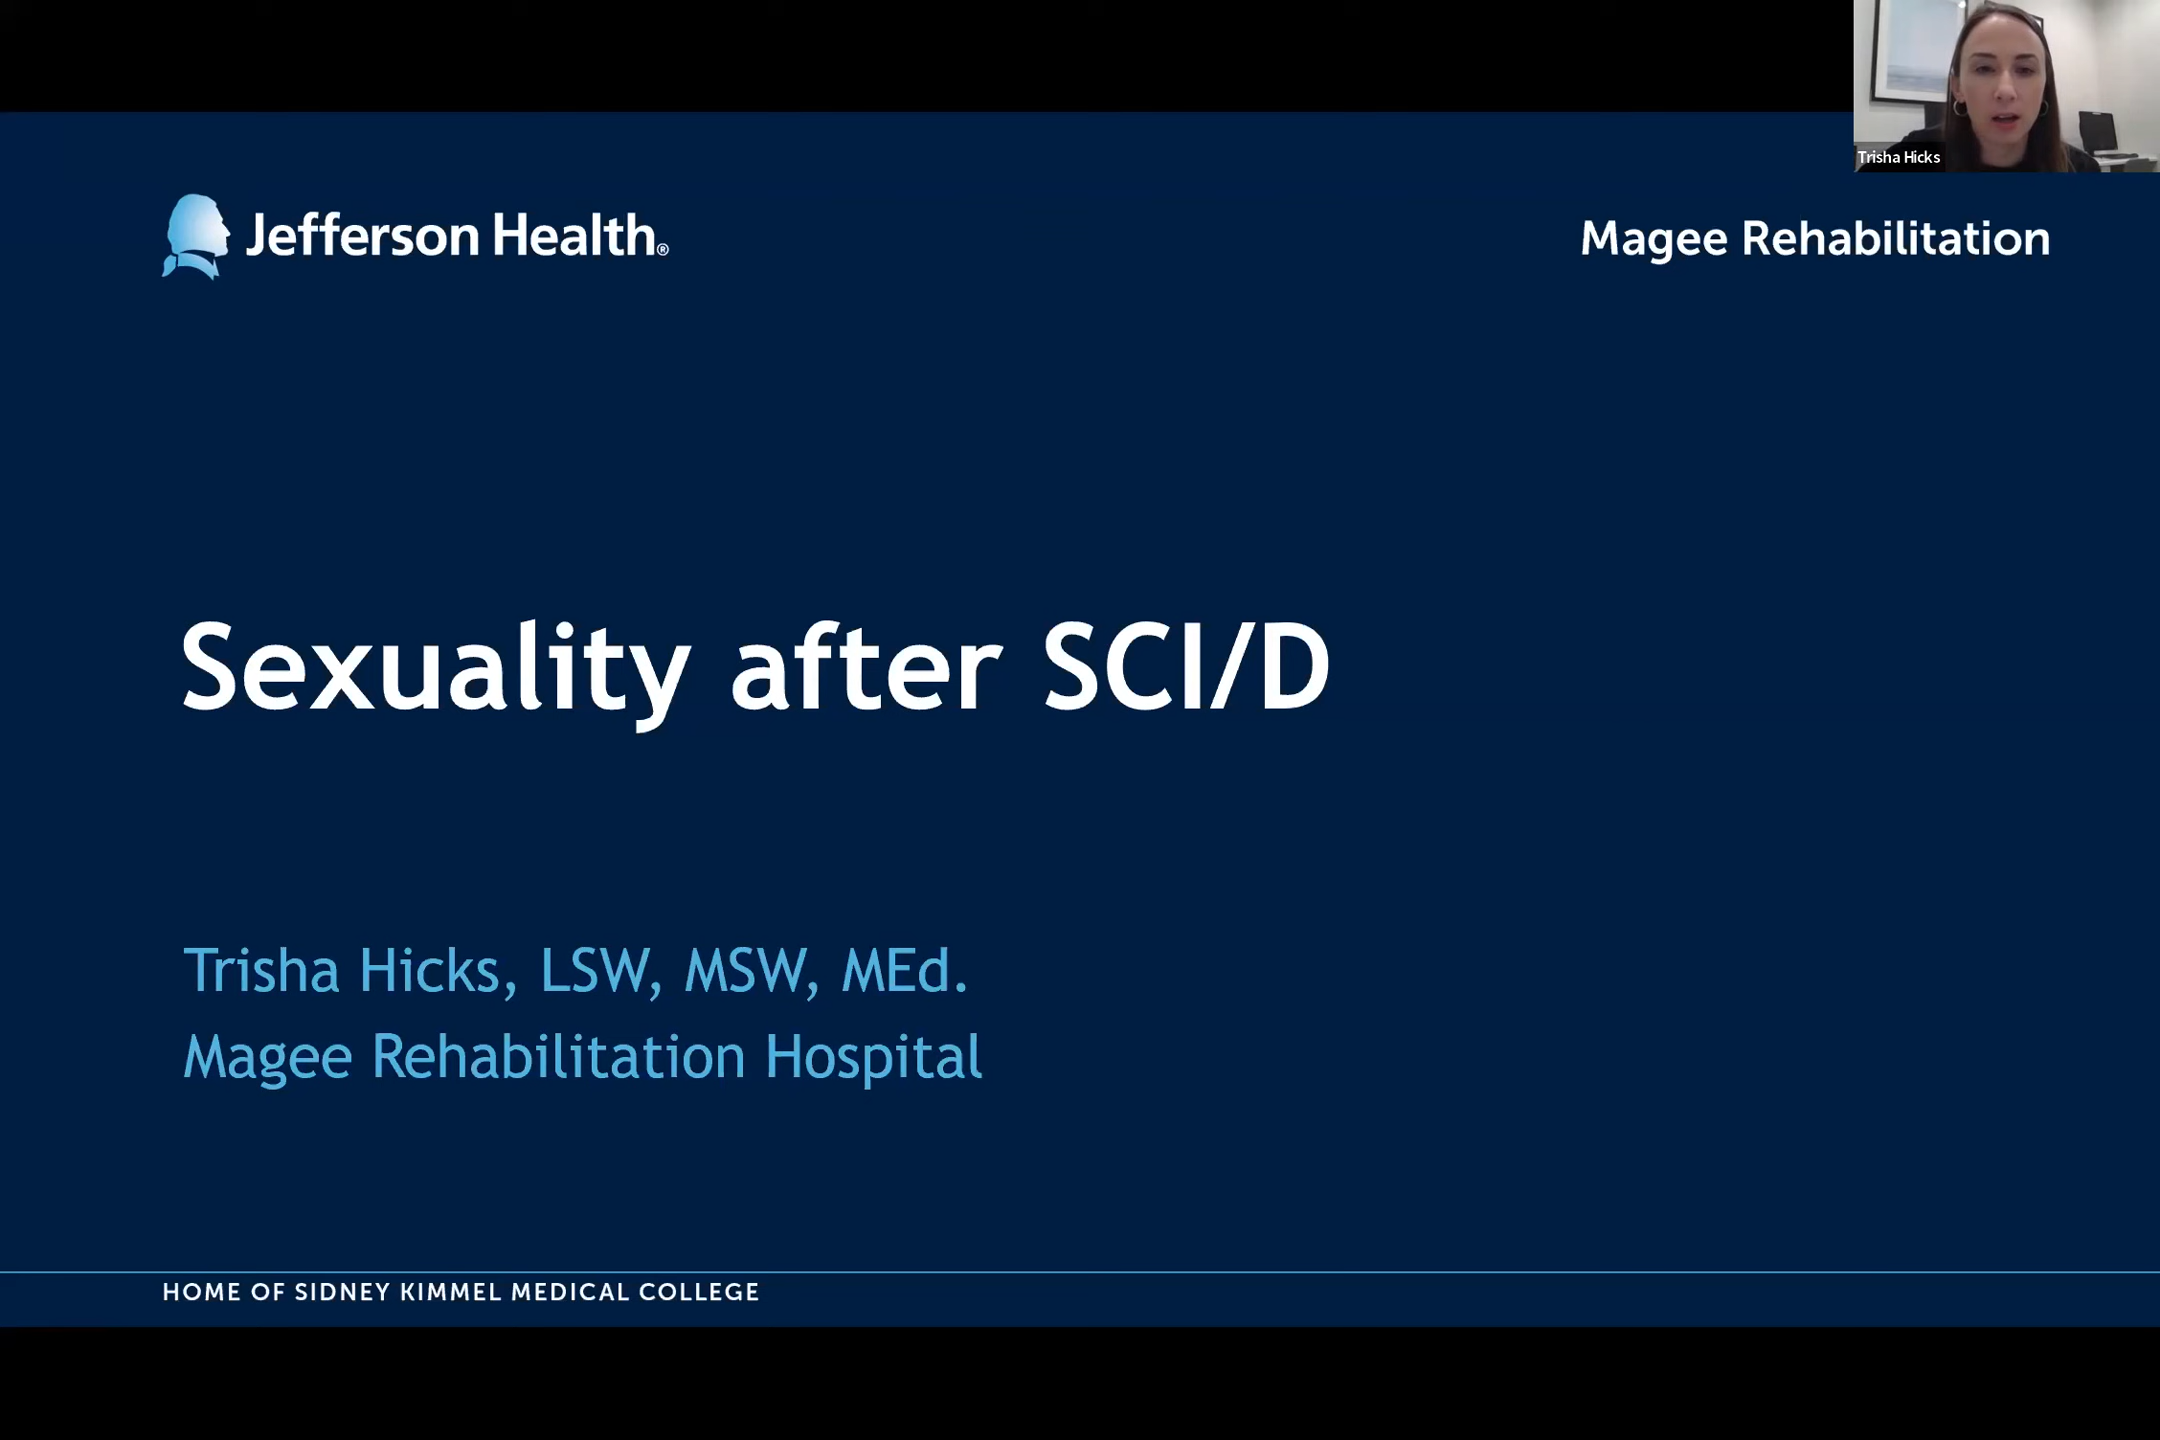 Trisha Hicks
Jefferson Health®
Magee Rehabilitation
Sexuality after SCI/D
Trisha Hicks, LSW, MSW, MEd.
Magee Rehabilitation Hospital
HOME OF SIDNEY KIMMEL MEDICAL COLLEGE